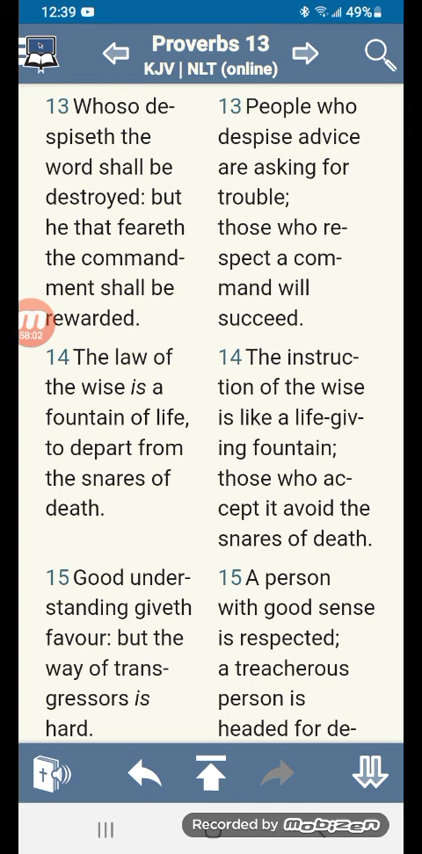 12:39 49%
Proverbs 13
KJV | NLT (online)
13 Whoso de-
spiseth the
word shall be
destroyed: but
he that feareth
the command-
ment shall be
rewarded.
14 The law of
the wise is a
fountain of life,
to depart from
the snares of
death.
15 Good under-
standing giveth
favour: but the
way of trans-
gressors is
hard.
13 People who
despise advice
are asking for
trouble;
those who re-
spect a com-
mand will
succeed.
14 The instruc-
tion of the wise
is like a life-giv-
ing fountain;
those who ac-
cept it avoid the
snares of death.
15 A person
with good sense
is respected;
a treacherous
person is
headed for de-
m
58:02
Recorded by mobizen